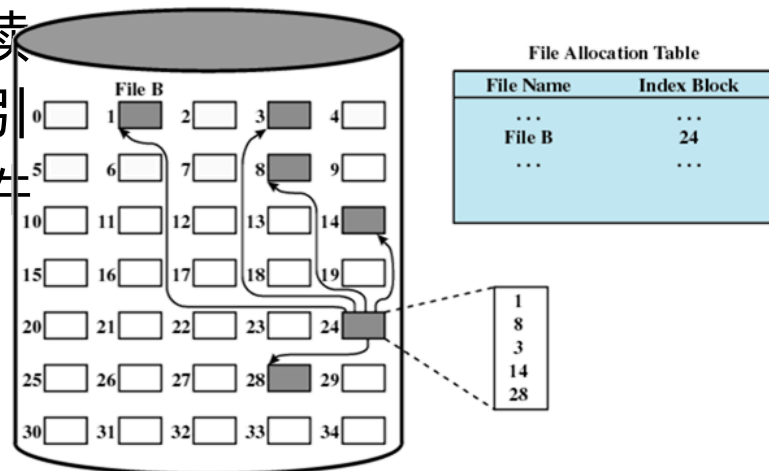 File Allocation Table
File Name Index Block
... ...
File B 24
... ...
File B
0 1 2 3 4
引
5 6 7 8 9
10 11 12 13 14
15 16 17 18 19
20 21 22 23 24
25 26 27 28 29
30 31 32 33 34
1
8
3
14
28